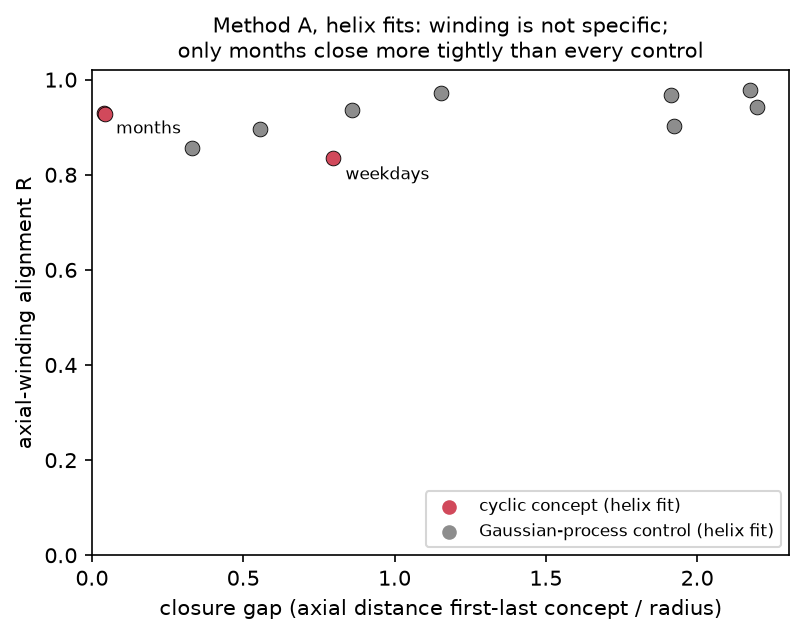 Method A, helix fits: winding is not specific;
only months close more tightly than every control
axial-winding alignment R
1.0
0.8
0.6
0.4
0.2
0.0
months
weekdays
cyclic concept (helix fit)
Gaussian-process control (helix fit)
0.0 0.5 1.0 1.5 2.0
closure gap (axial distance first-last concept / radius)